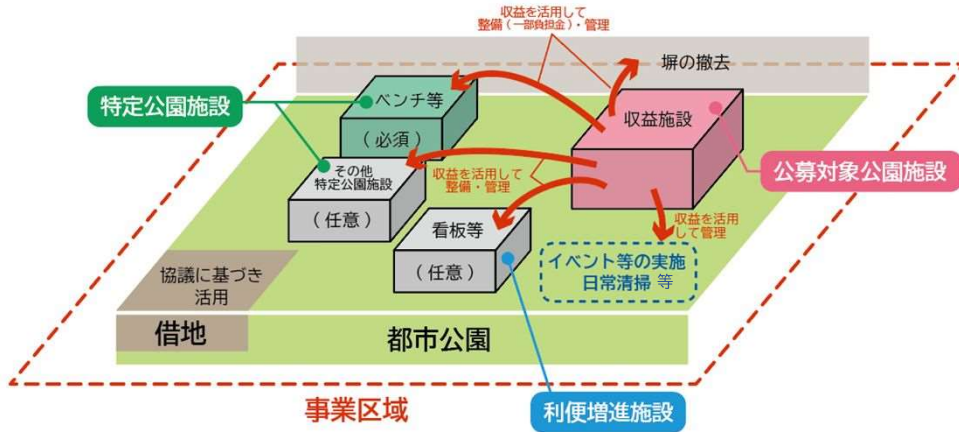 収益を活用して
整備(一部負担金)・管理
塀の撤去
特定公園施設
ベンチ等
(必須)
収益施設
公募対象公園施設
その他
特定公園施設
(任意)
収益を活用して
整備・管理
看板等
(任意)
収益を活用
して管理
イベント等の実施
日常清掃 等
協議に基づき
活用
借地
都市公園
事業区域
利便増進施設